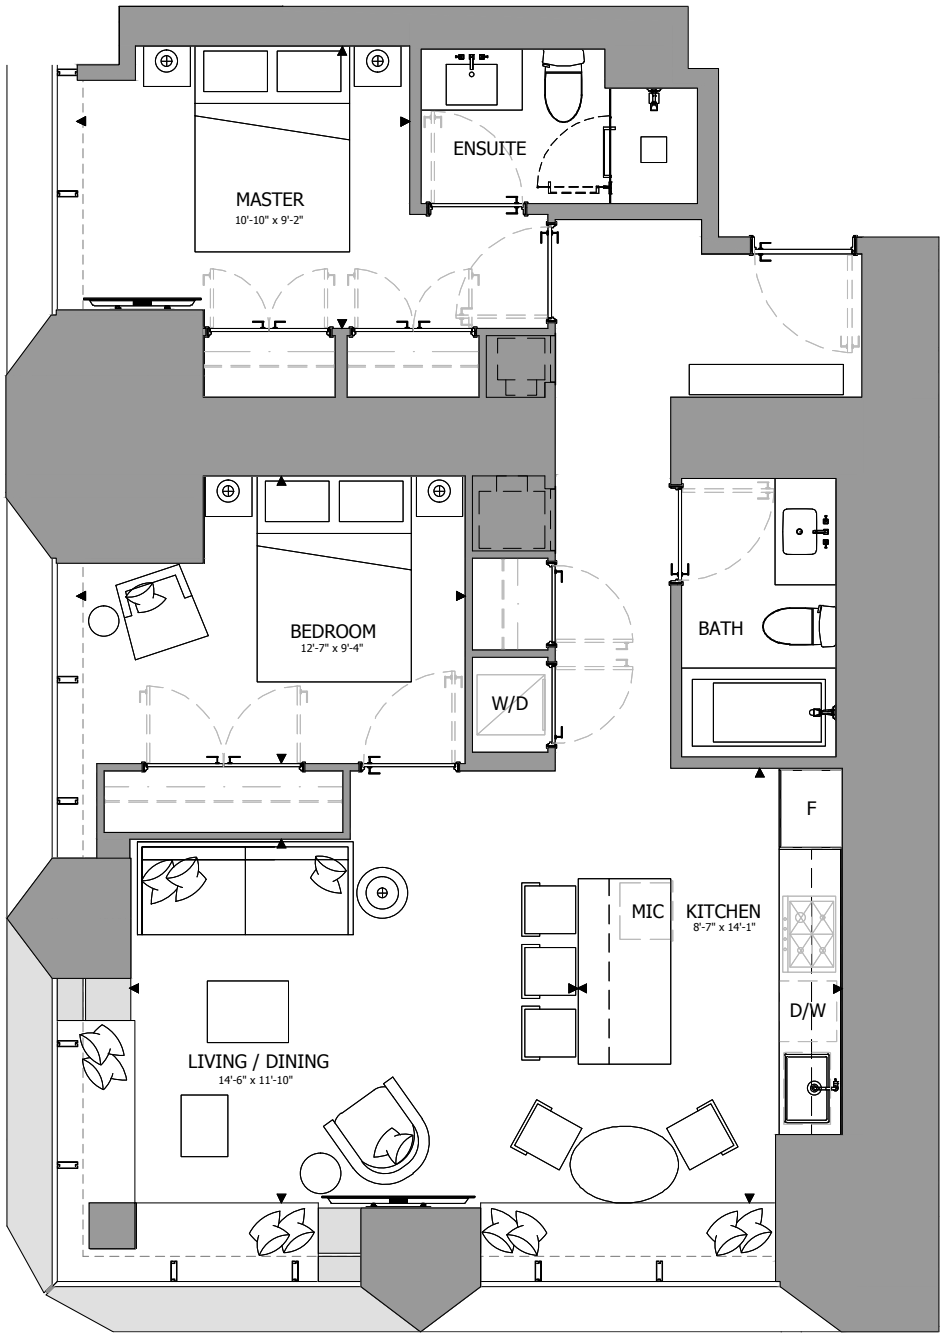 ENSUITE
MASTER
10'-10" x 9'-2"
BEDROOM
12'-7" x 9'-4"
BATH
W/D
F
MIC
KITCHEN
8'-7" x 14'-1"
D/W
LIVING / DINING
14'-6" x 11'-10"